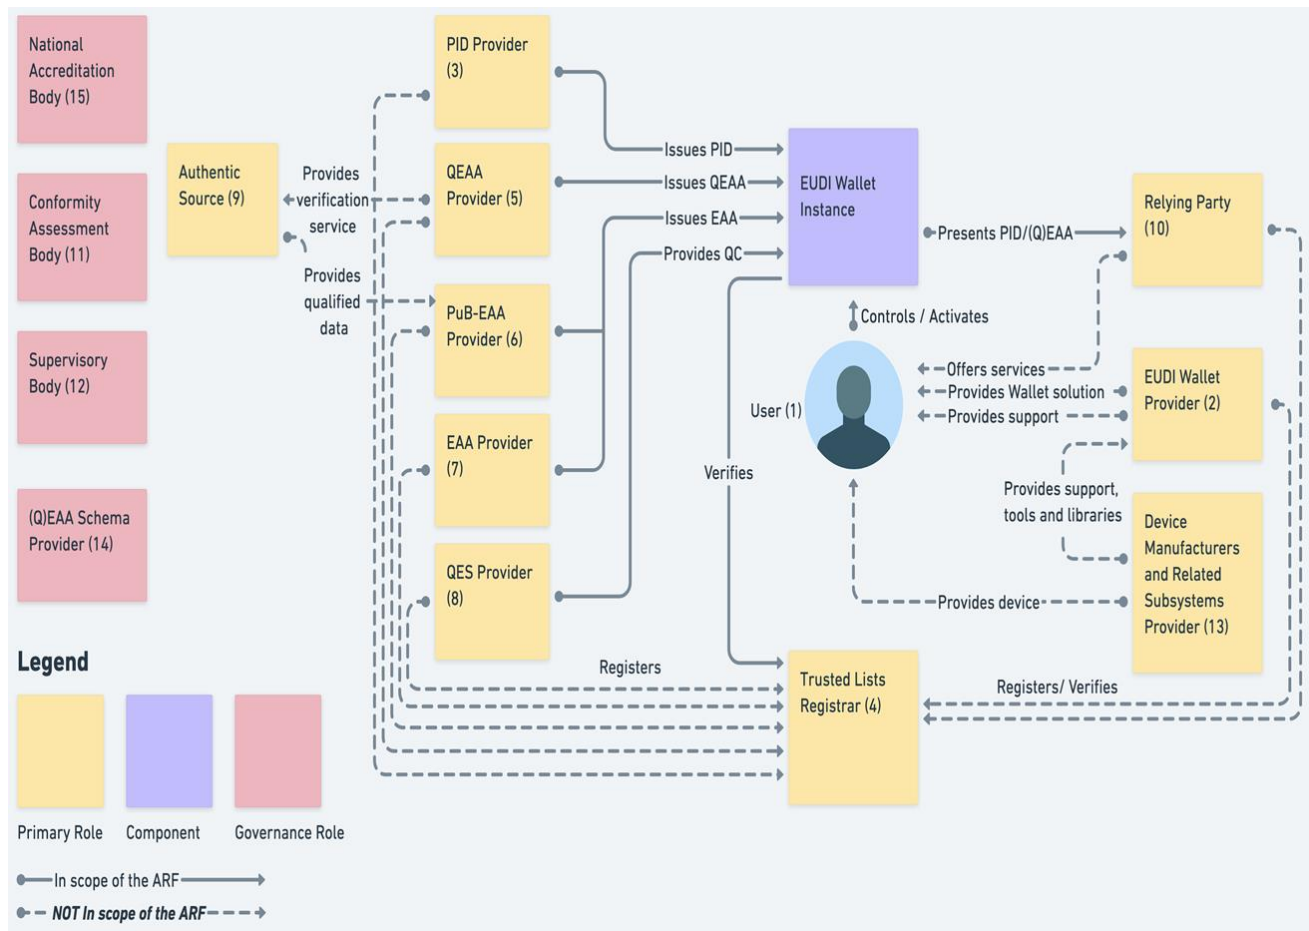 National
Accreditation
Body (15)
Conformity
Assessment
Body (11)
Supervisory
Body (12)
(Q)EAA Schema
Provider (14)
Authentic
Source (9)
Provides
verification
service
Provides
qualified
data
PID Provider
(3)
QEAA
Provider (5)
PuB-EAA
Provider (6)
EAA Provider
(7)
QES Provider
(8)
Issues PID
Issues QEAA
Issues EAA
Provides QC
EUDI Wallet
Instance
Presents PID/(Q)EAA
Relying Party
(10)
Controls / Activates
User (1)
Offers services
Provides Wallet solution
Provides support
EUDI Wallet
Provider (2)
Verifies
Provides support,
tools and libraries
Device
Manufacturers
and Related
Subsystems
Provider (13)
Provides device
Registers
Trusted Lists
Registrar (4)
Registers/ Verifies
Legend
Primary Role
Component
Governance Role
In scope of the ARF
NOT In scope of the ARF